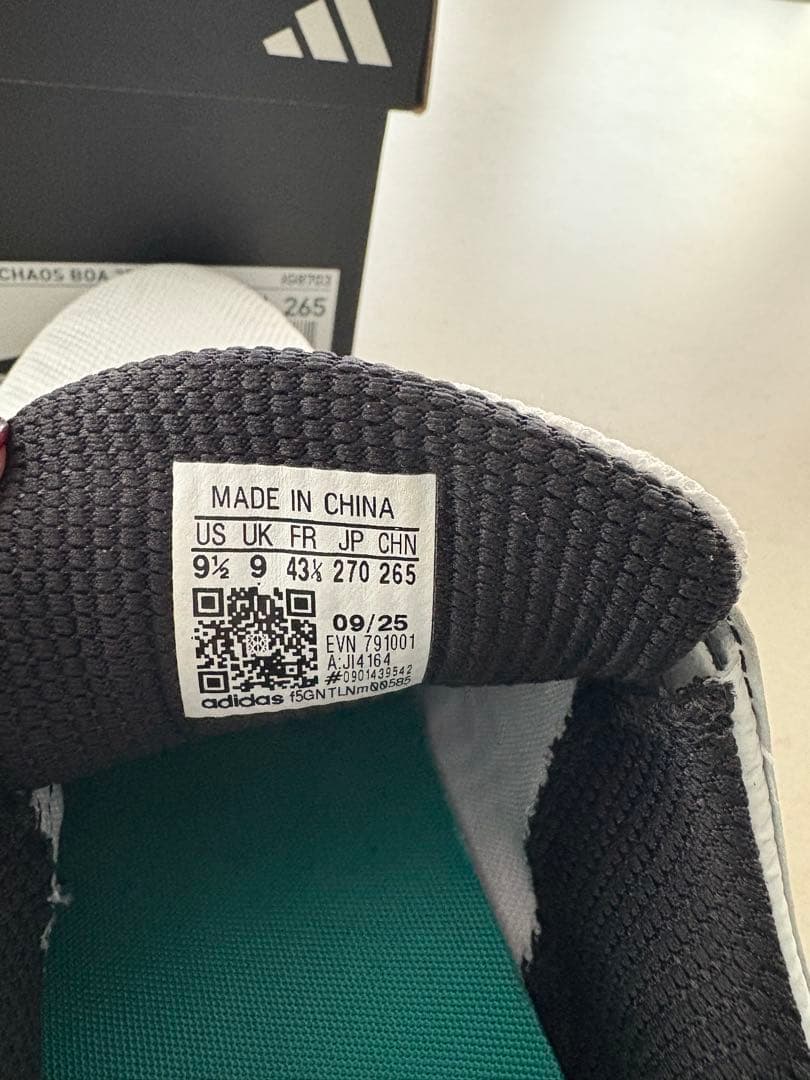 CHAOS BOA
265
MADE IN CHINA
US UK FR JP CHN
9½ 9 43⅓ 270 265
09/25
EVN 791001
A:JI4164
#0901439542
adidas f5GNTLNm00585